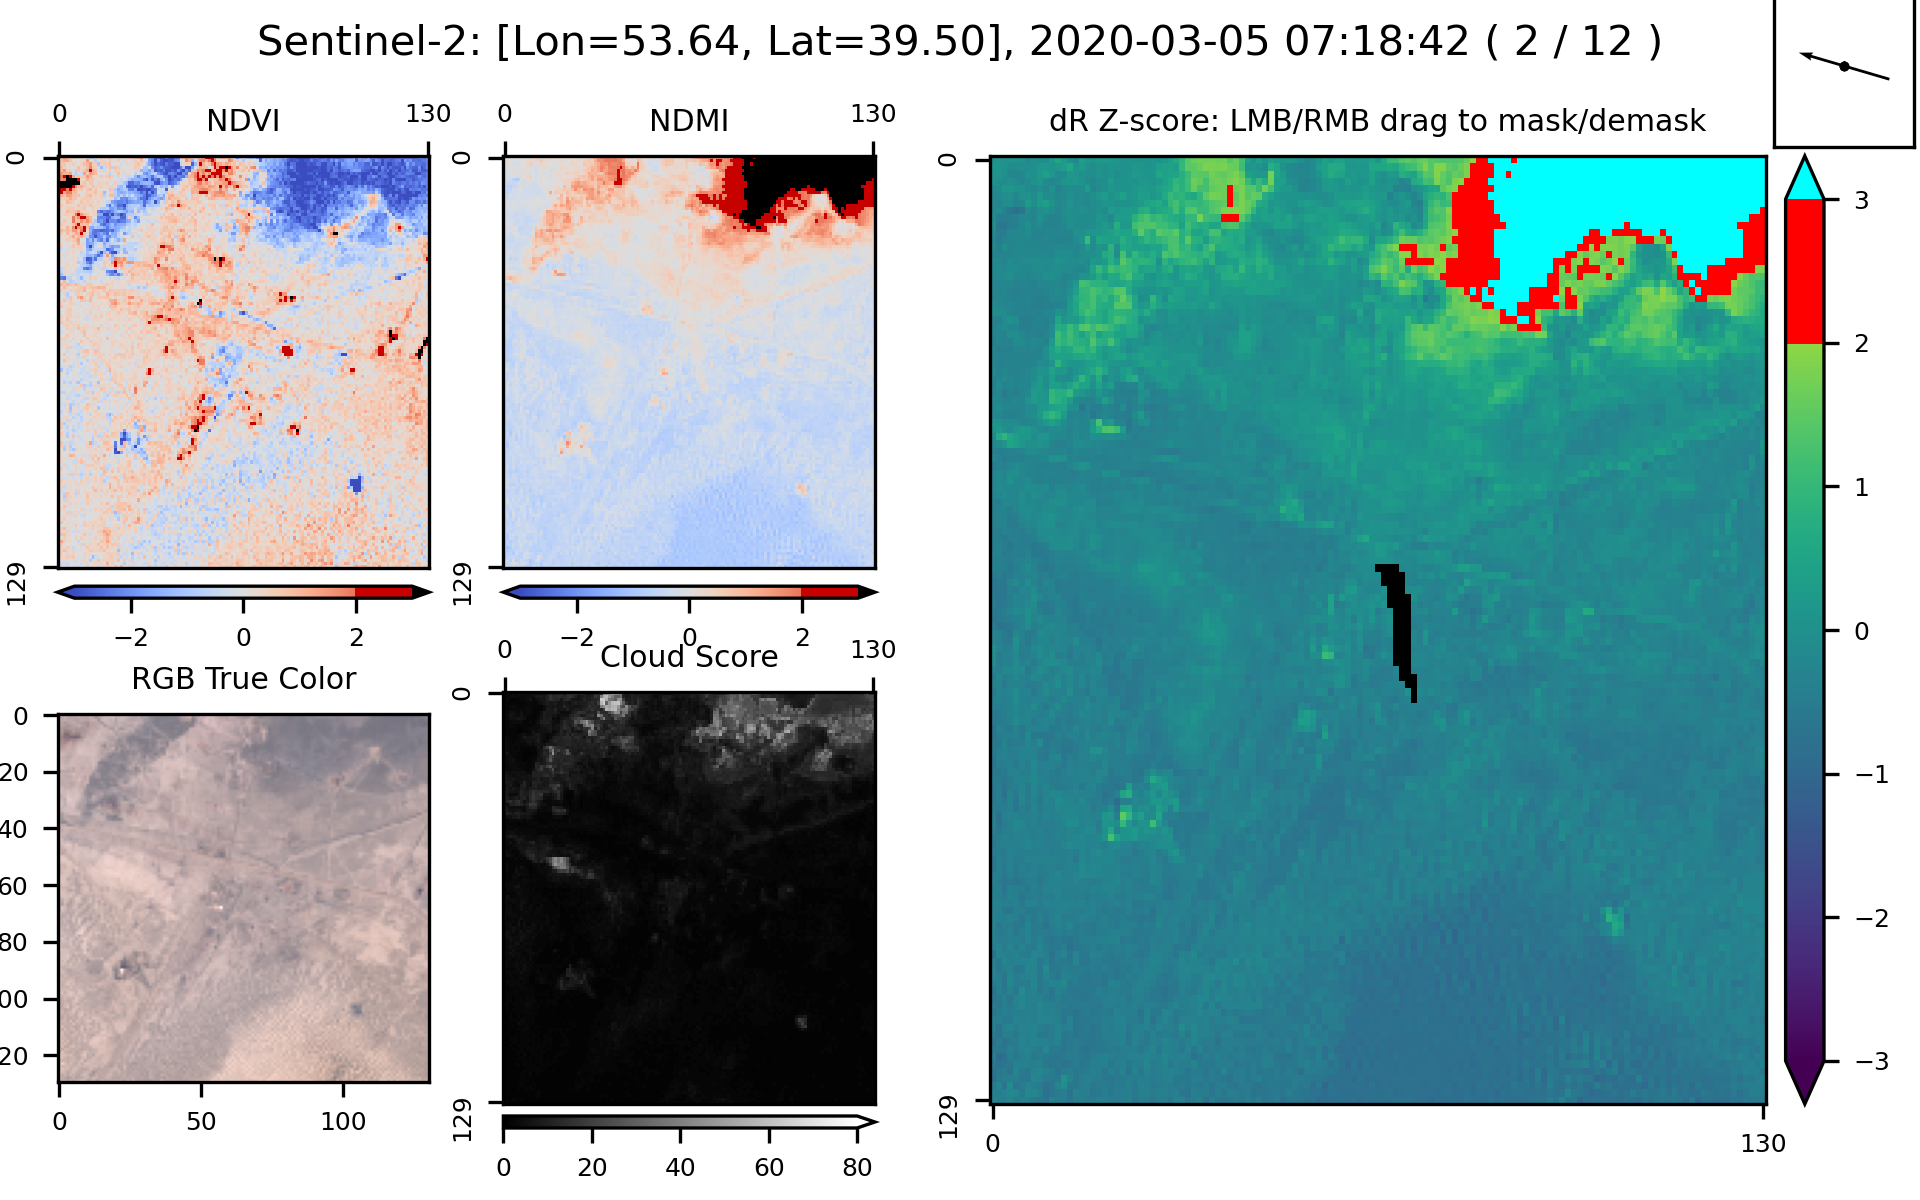 Sentinel-2: [Lon=53.64, Lat=39.50], 2020-03-05 07:18:42 ( 2 / 12 )
0 130
NDVI
0
129
−2 0 2
0 130
NDMI
0
129
−2 0 2
dR Z-score: LMB/RMB drag to mask/demask
0
129
0 130
3
2
1
0
−1
−2
−3
RGB True Color
0
20
40
60
80
00
20
0 50 100
0 130
Cloud Score
0
129
0 20 40 60 80